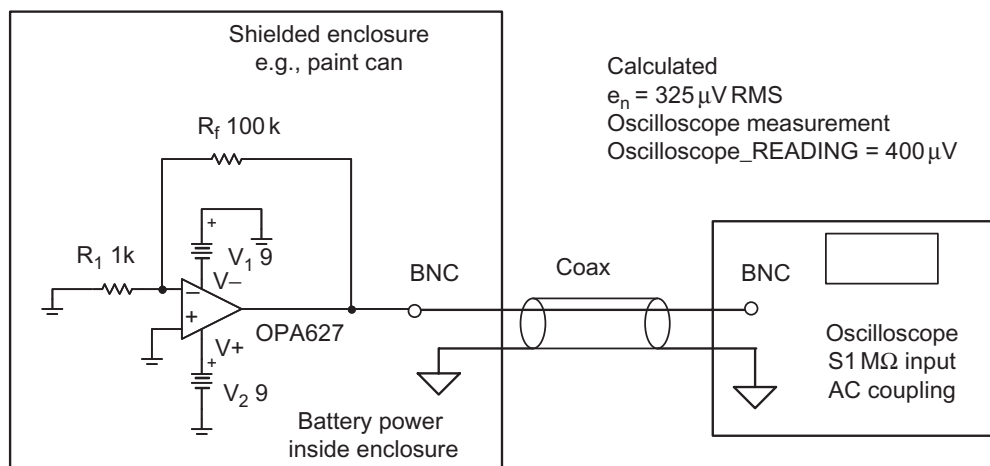 Shielded enclosure
e.g., paint can
Calculated
eₙ = 325 μV RMS
Oscilloscope measurement
Oscilloscope_READING = 400 μV
R_f 100 k
+
R₁ 1k
V₁ 9
V−
−
+
OPA627
V+
+
V₂ 9
BNC
Coax
BNC
Oscilloscope
S1 MΩ input
AC coupling
Battery power
inside enclosure